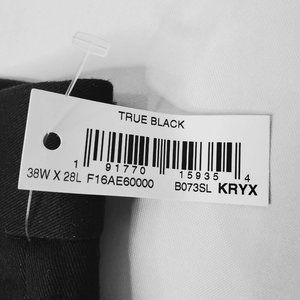 TRUE BLACK
1 91770 15935 4
38W X 28L F16AE60000 B073SL KRYX